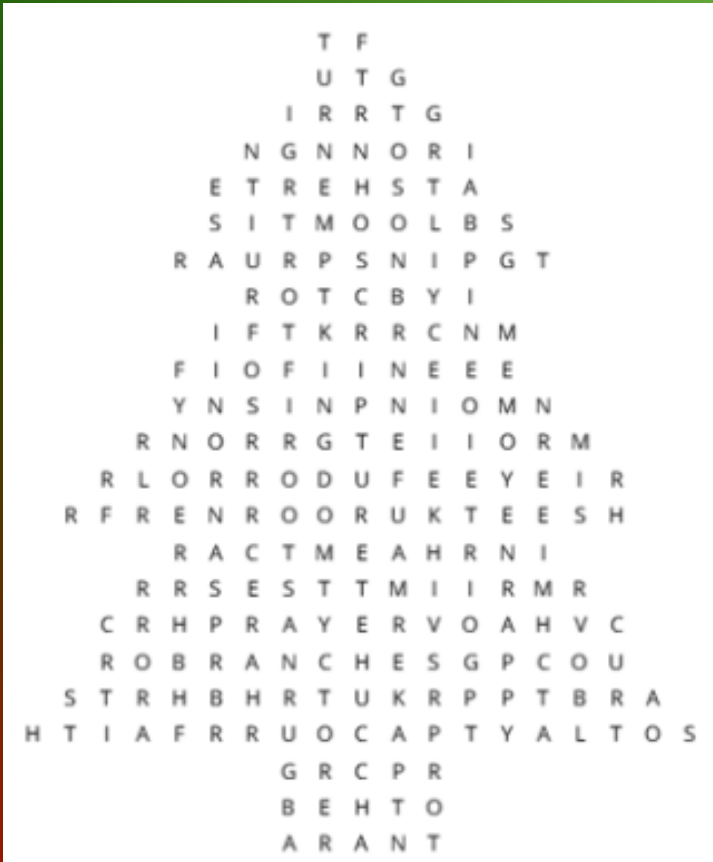 T F
U T G
I R R T G
N G N N O R I
E T R E H S T A
S I T M O O L B S
R A U R P S N I P G T
R O T C B Y I
I F T K R R C N M
F I O F I I N E E E
Y N S I N P N I O M N
R N O R R G T E I I O R M
R L O R R O D U F E E Y E I R
R F R E N R O O R U K T E E S H
R A C T M E A H R N I
R R S E S T T M I I R M R
C R H P R A Y E R V O A H V C
R O B R A N C H E S G P C O U
S T R H B H R T U K R P P T B R A
H T I A F R R U O C A P T Y A L T O S
G R C P R
B E H T O
A R A N T